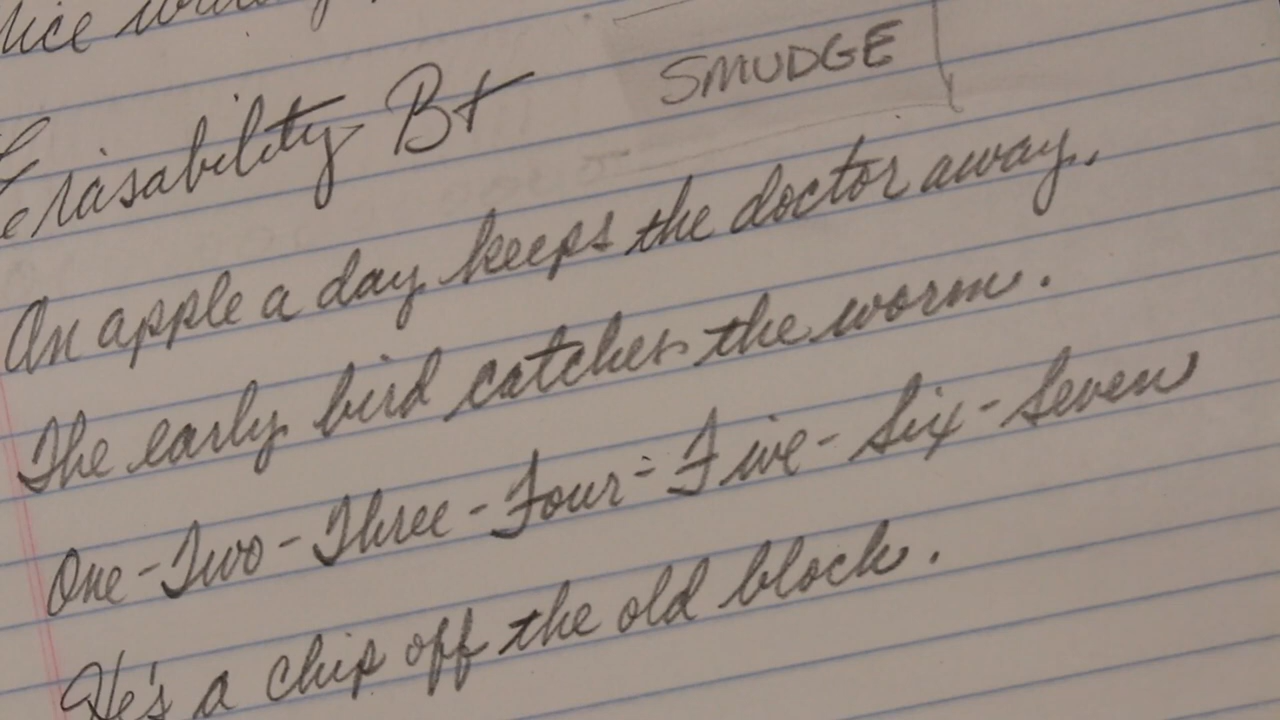 SMUDGE
Erasability B+
An apple a day keeps the doctor away.
The early bird catches the worm.
One-Two-Three-Four-Five-Six-Seven
He's a chip off the old block.